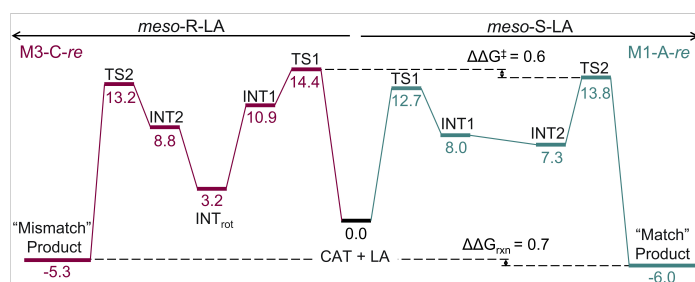 meso-R-LA
meso-S-LA
M3-C-re
M1-A-re
TS1
14.4
ΔΔG‡ = 0.6
TS2
13.2
TS2
13.8
TS1
12.7
INT1
10.9
INT2
8.8
INT1
8.0
INT2
7.3
3.2
INTrot
0.0
"Mismatch"
Product
-5.3
CAT + LA
ΔΔGrxn = 0.7
"Match"
Product
-6.0